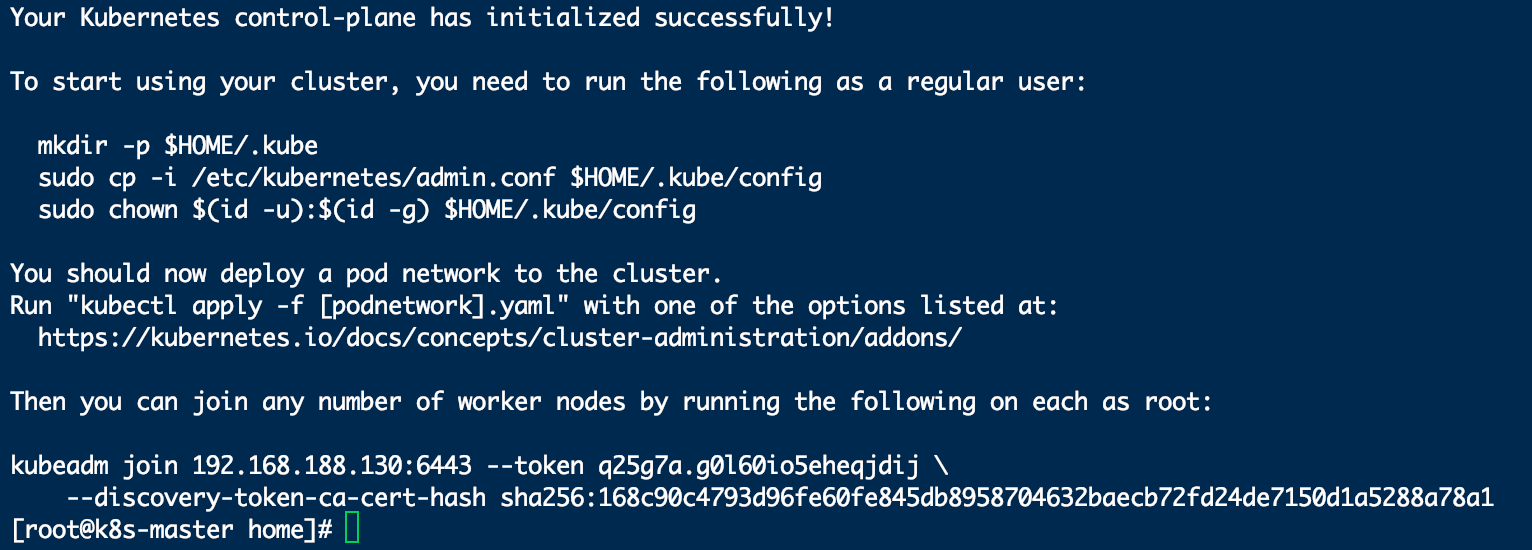 Your Kubernetes control-plane has initialized successfully!
To start using your cluster, you need to run the following as a regular user:
mkdir -p $HOME/.kube
sudo cp -i /etc/kubernetes/admin.conf $HOME/.kube/config
sudo chown $(id -u):$(id -g) $HOME/.kube/config
You should now deploy a pod network to the cluster.
Run "kubectl apply -f [podnetwork].yaml" with one of the options listed at:
https://kubernetes.io/docs/concepts/cluster-administration/addons/
Then you can join any number of worker nodes by running the following on each as root:
kubeadm join 192.168.188.130:6443 --token q25g7a.g0l60io5eheqjdij \
--discovery-token-ca-cert-hash sha256:168c90c4793d96fe60fe845db8958704632baecb72fd24de7150d1a5288a78a1
[root@k8s-master home]#